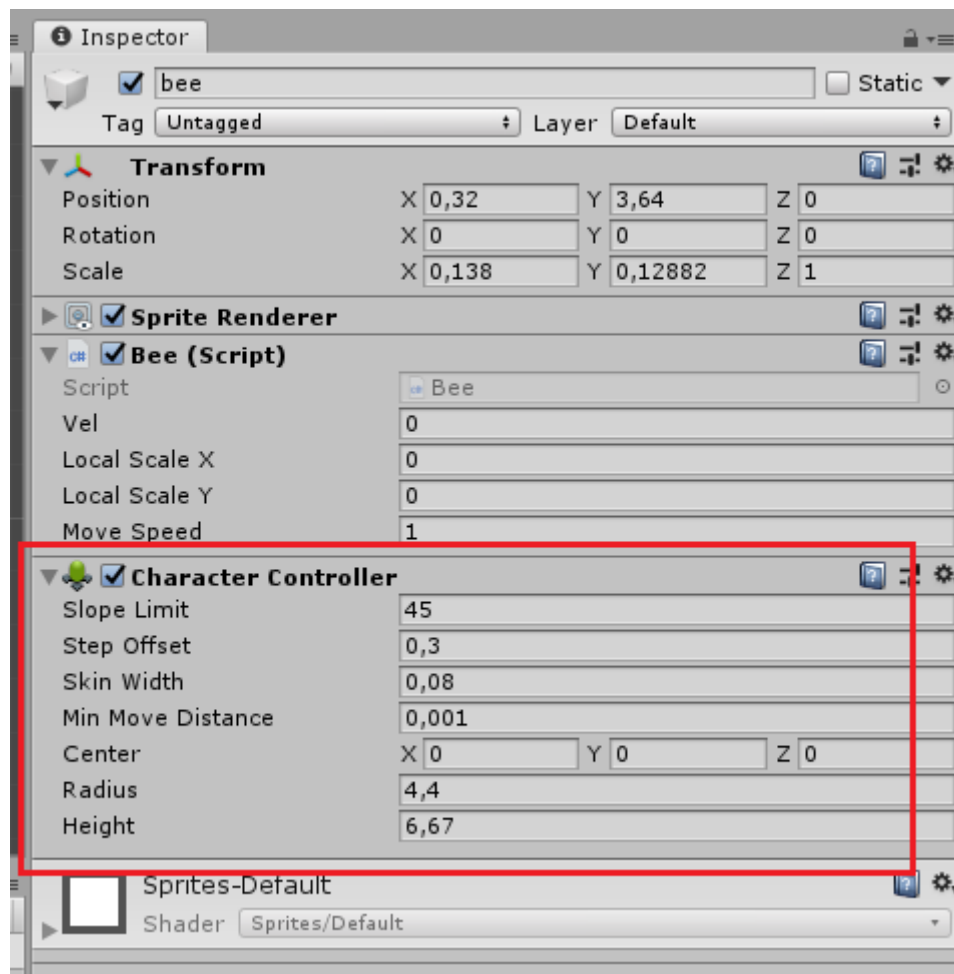 Inspector
bee Static
Tag Untagged Layer Default
Transform
Position X 0,32 Y 3,64 Z 0
Rotation X 0 Y 0 Z 0
Scale X 0,138 Y 0,12882 Z 1
Sprite Renderer
c# Bee (Script)
Script Bee
Vel 0
Local Scale X 0
Local Scale Y 0
Move Speed 1
Character Controller
Slope Limit 45
Step Offset 0,3
Skin Width 0,08
Min Move Distance 0,001
Center X 0 Y 0 Z 0
Radius 4,4
Height 6,67
Sprites-Default
Shader Sprites/Default